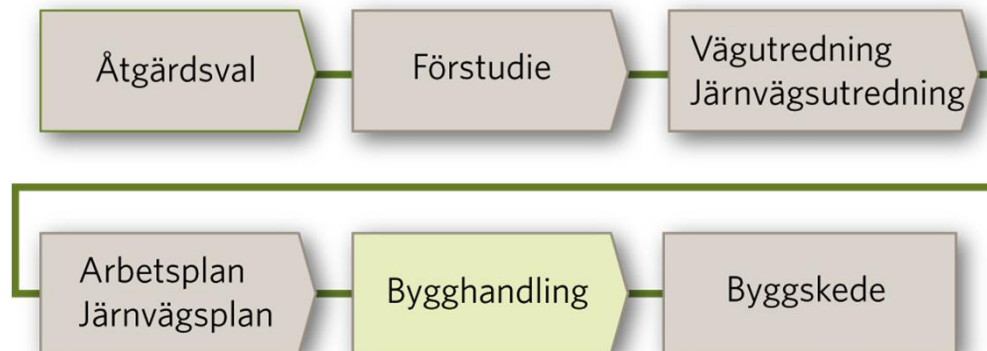 Åtgärdsval
Förstudie
Vägutredning
Järnvägsutredning
Arbetsplan
Järnvägsplan
Bygghandling
Byggskede